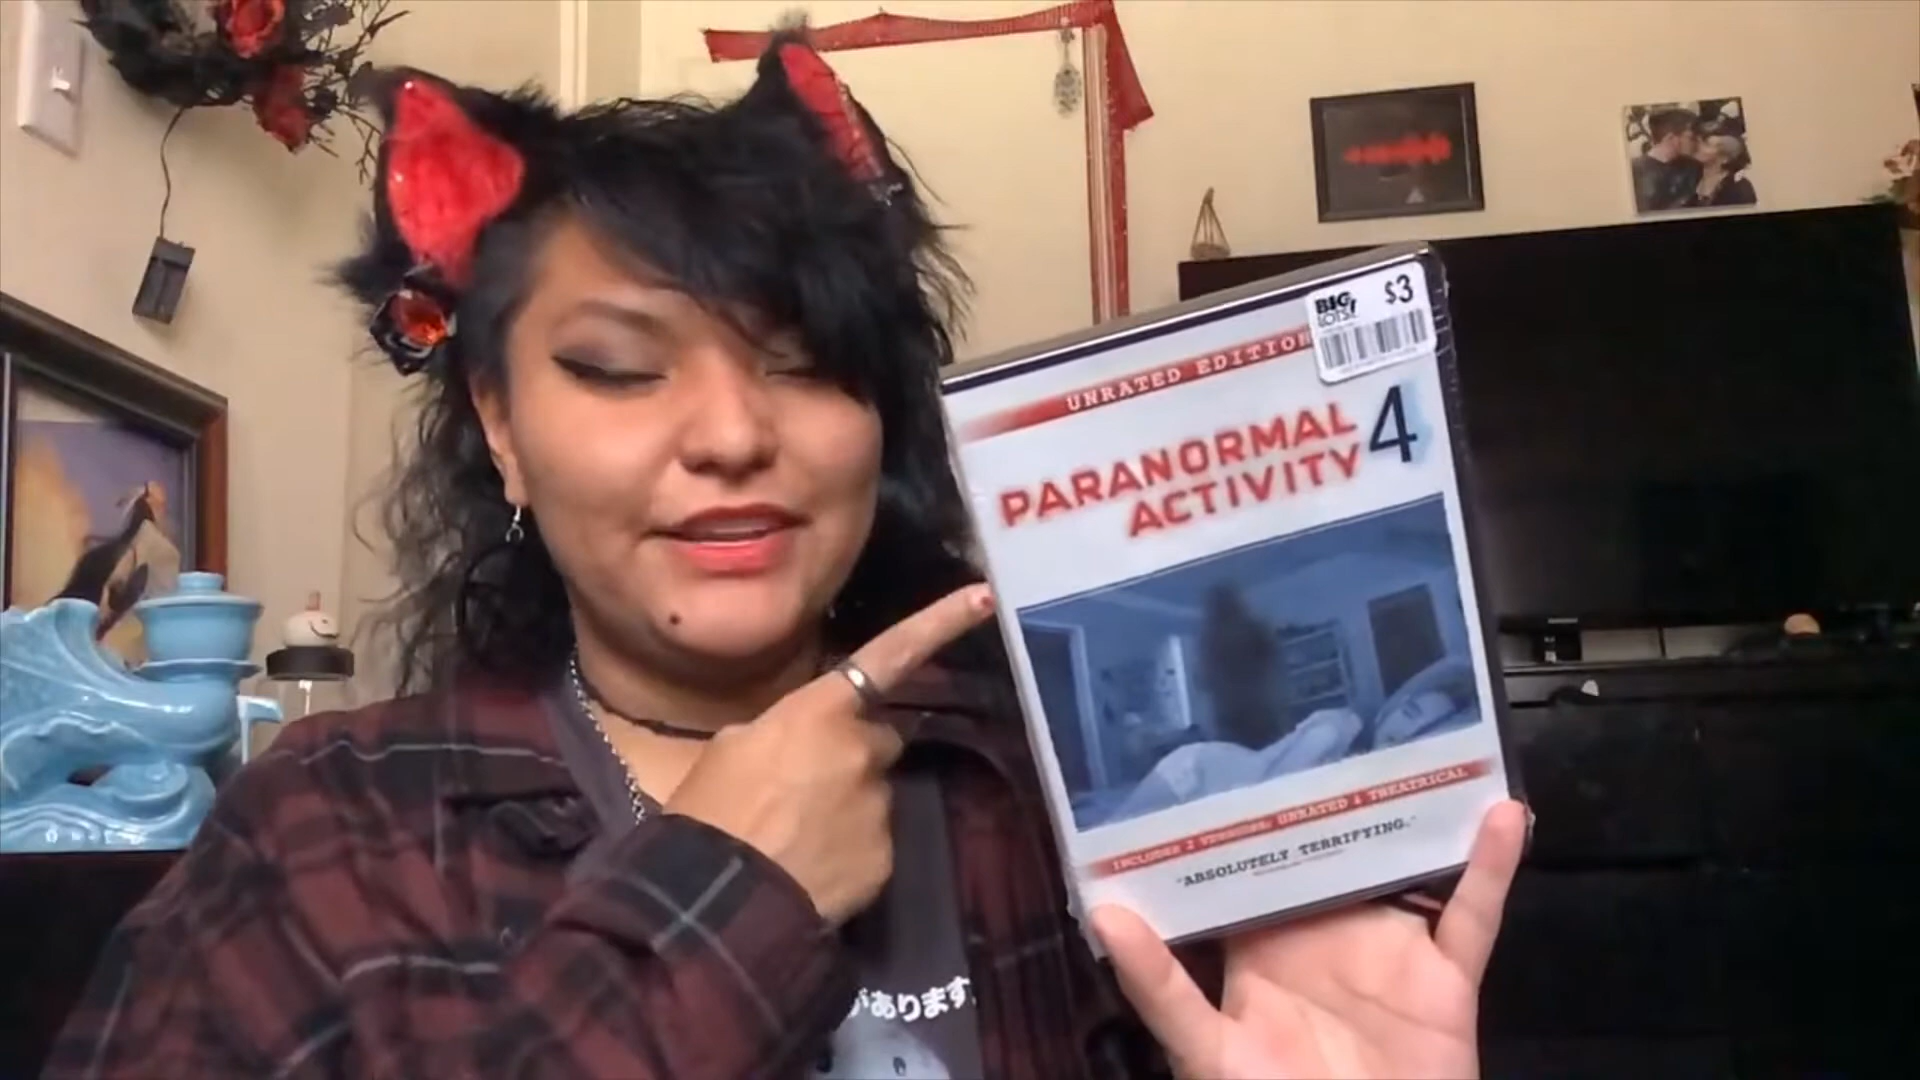 BIG LOTS! $3
UNRATED EDITION
PARANORMAL
ACTIVITY 4
INCLUDES 2 VERSIONS: UNRATED & THEATRICAL
"ABSOLUTELY TERRIFYING."
があります